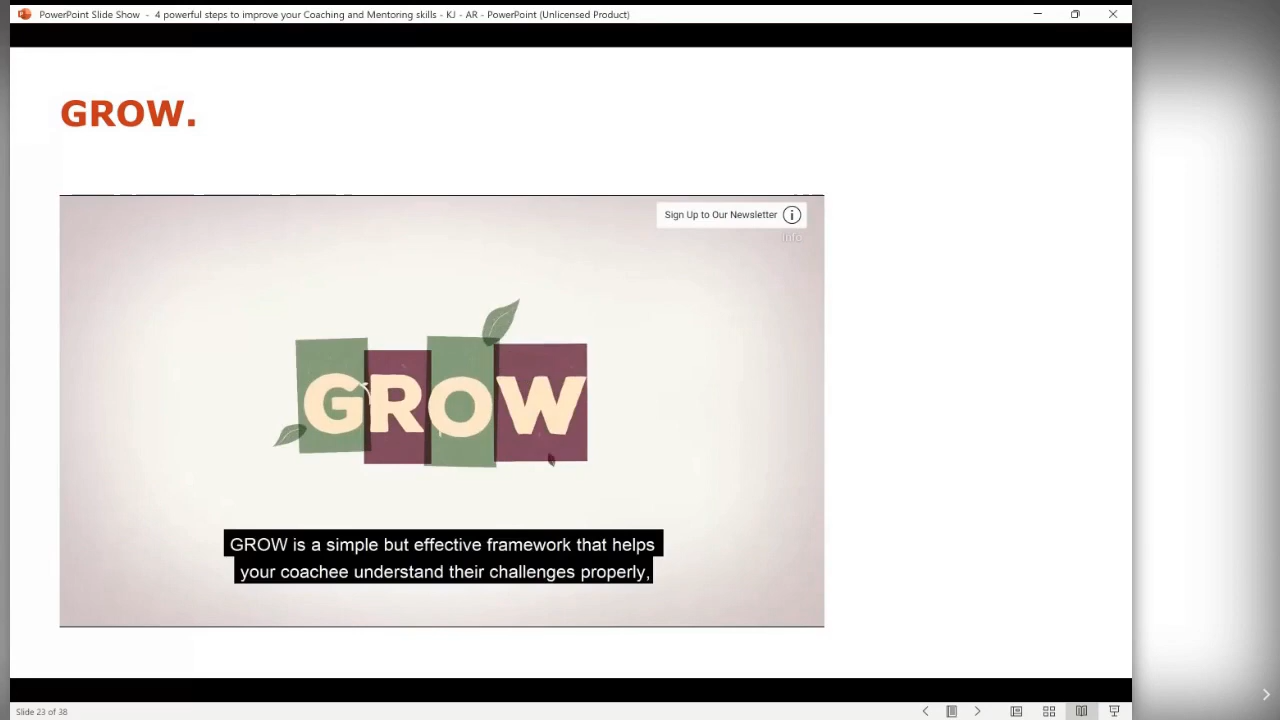 PowerPoint Slide Show - 4 powerful steps to improve your Coaching and Mentoring skills - KJ - AR - PowerPoint (Unlicensed Product)
GROW.
Sign Up to Our Newsletter
Info
GROW
GROW is a simple but effective framework that helps
your coachee understand their challenges properly,
Slide 23 of 38